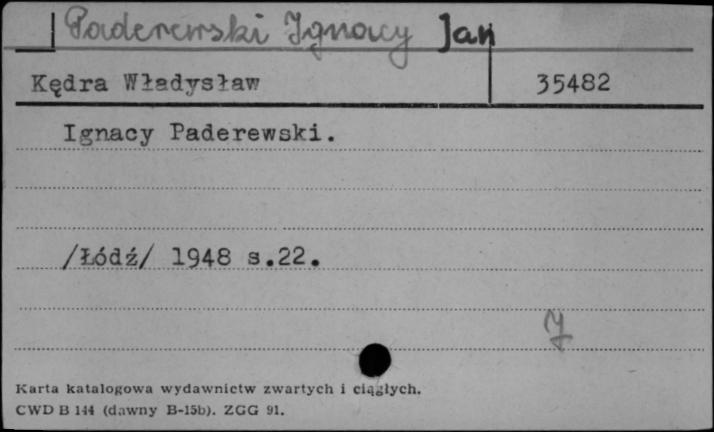 Paderewski Ignacy Jan
Kędra Władysław 35482
Ignacy Paderewski.
/Łódź/ 1948 s.22.
Karta katalogowa wydawnictw zwartych i ciągłych.
CWD B 144 (dawny B-15b). ZGG 91.